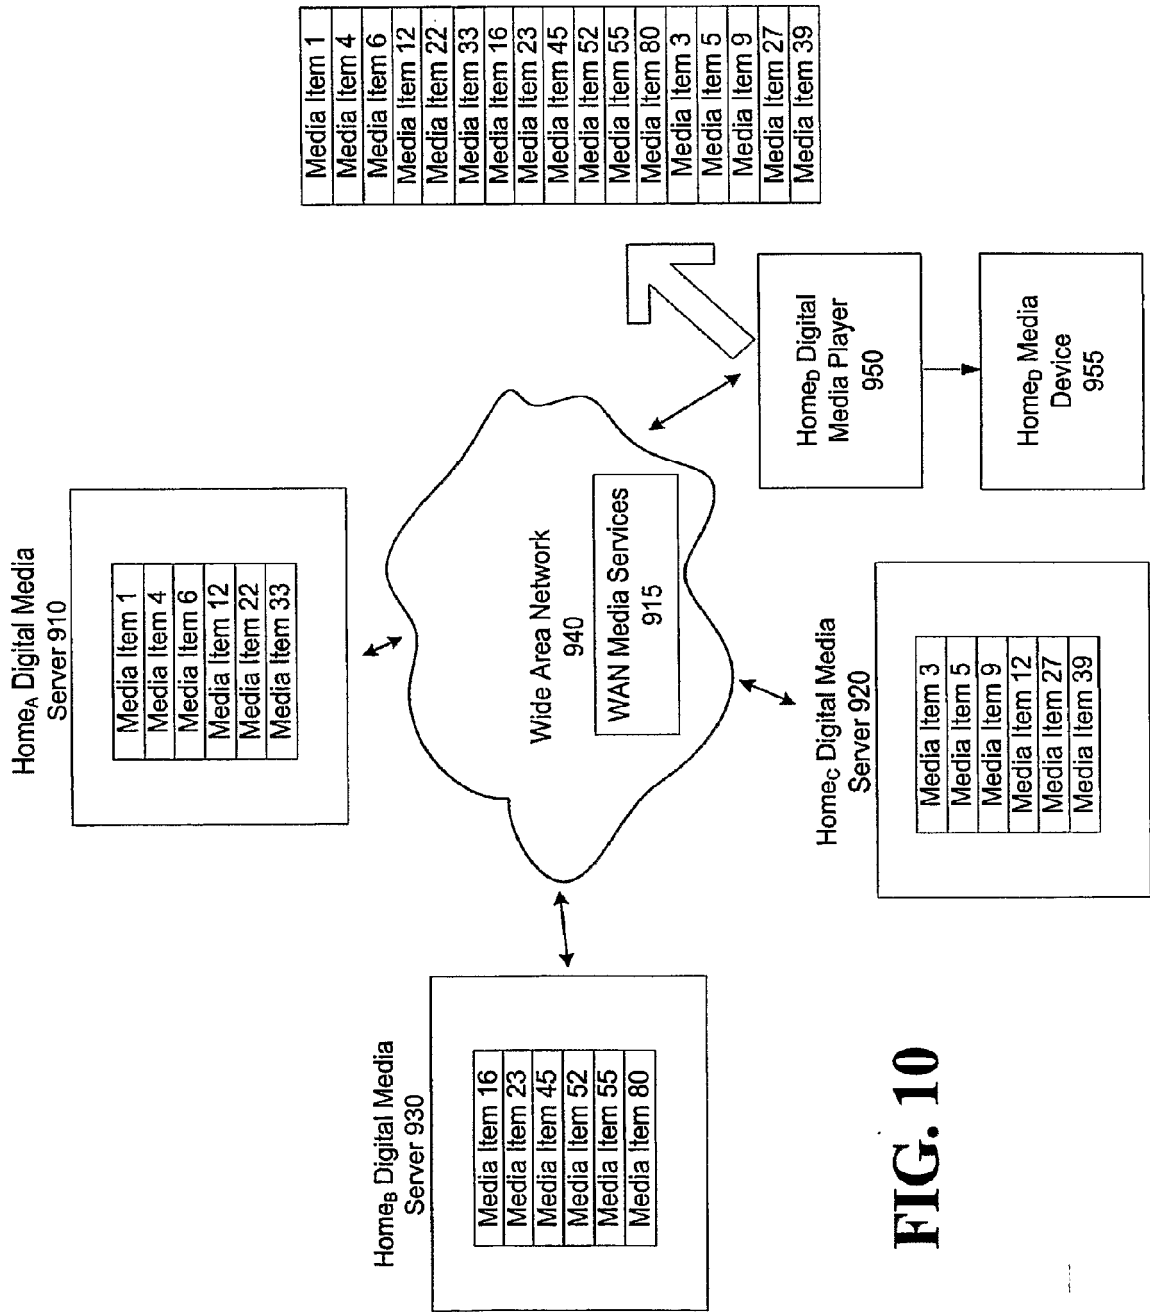 Home_A Digital Media
Server 910
Media Item 1
Media Item 4
Media Item 6
Media Item 12
Media Item 22
Media Item 33
Home_B Digital Media
Server 930
Media Item 16
Media Item 23
Media Item 45
Media Item 52
Media Item 55
Media Item 80
Wide Area Network
940
WAN Media Services
915
Home_C Digital Media
Server 920
Media Item 3
Media Item 5
Media Item 9
Media Item 12
Media Item 27
Media Item 39
Home_D Digital
Media Player
950
Home_D Media
Device
955
Media Item 1
Media Item 4
Media Item 6
Media Item 12
Media Item 22
Media Item 33
Media Item 16
Media Item 23
Media Item 45
Media Item 52
Media Item 55
Media Item 80
Media Item 3
Media Item 5
Media Item 9
Media Item 27
Media Item 39
FIG. 10